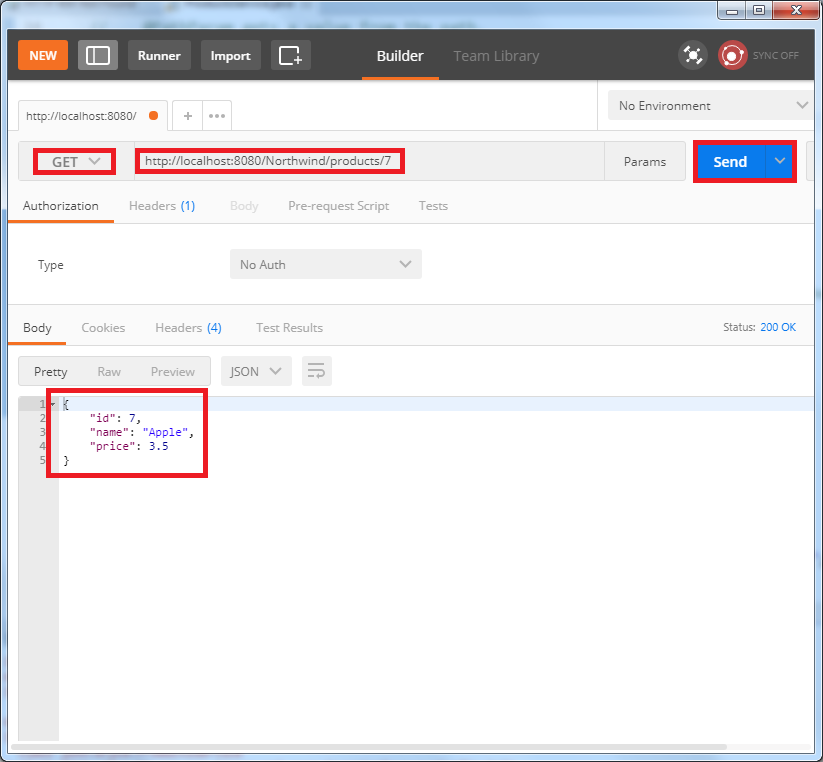 NEW Runner Import Builder Team Library SYNC OFF
http://localhost:8080/ + ••• No Environment
GET http://localhost:8080/Northwind/products/7 Params Send
Authorization Headers (1) Body Pre-request Script Tests
Type No Auth
Body Cookies Headers (4) Test Results Status: 200 OK
Pretty Raw Preview JSON
1 {
2 "id": 7,
3 "name": "Apple",
4 "price": 3.5
5 }